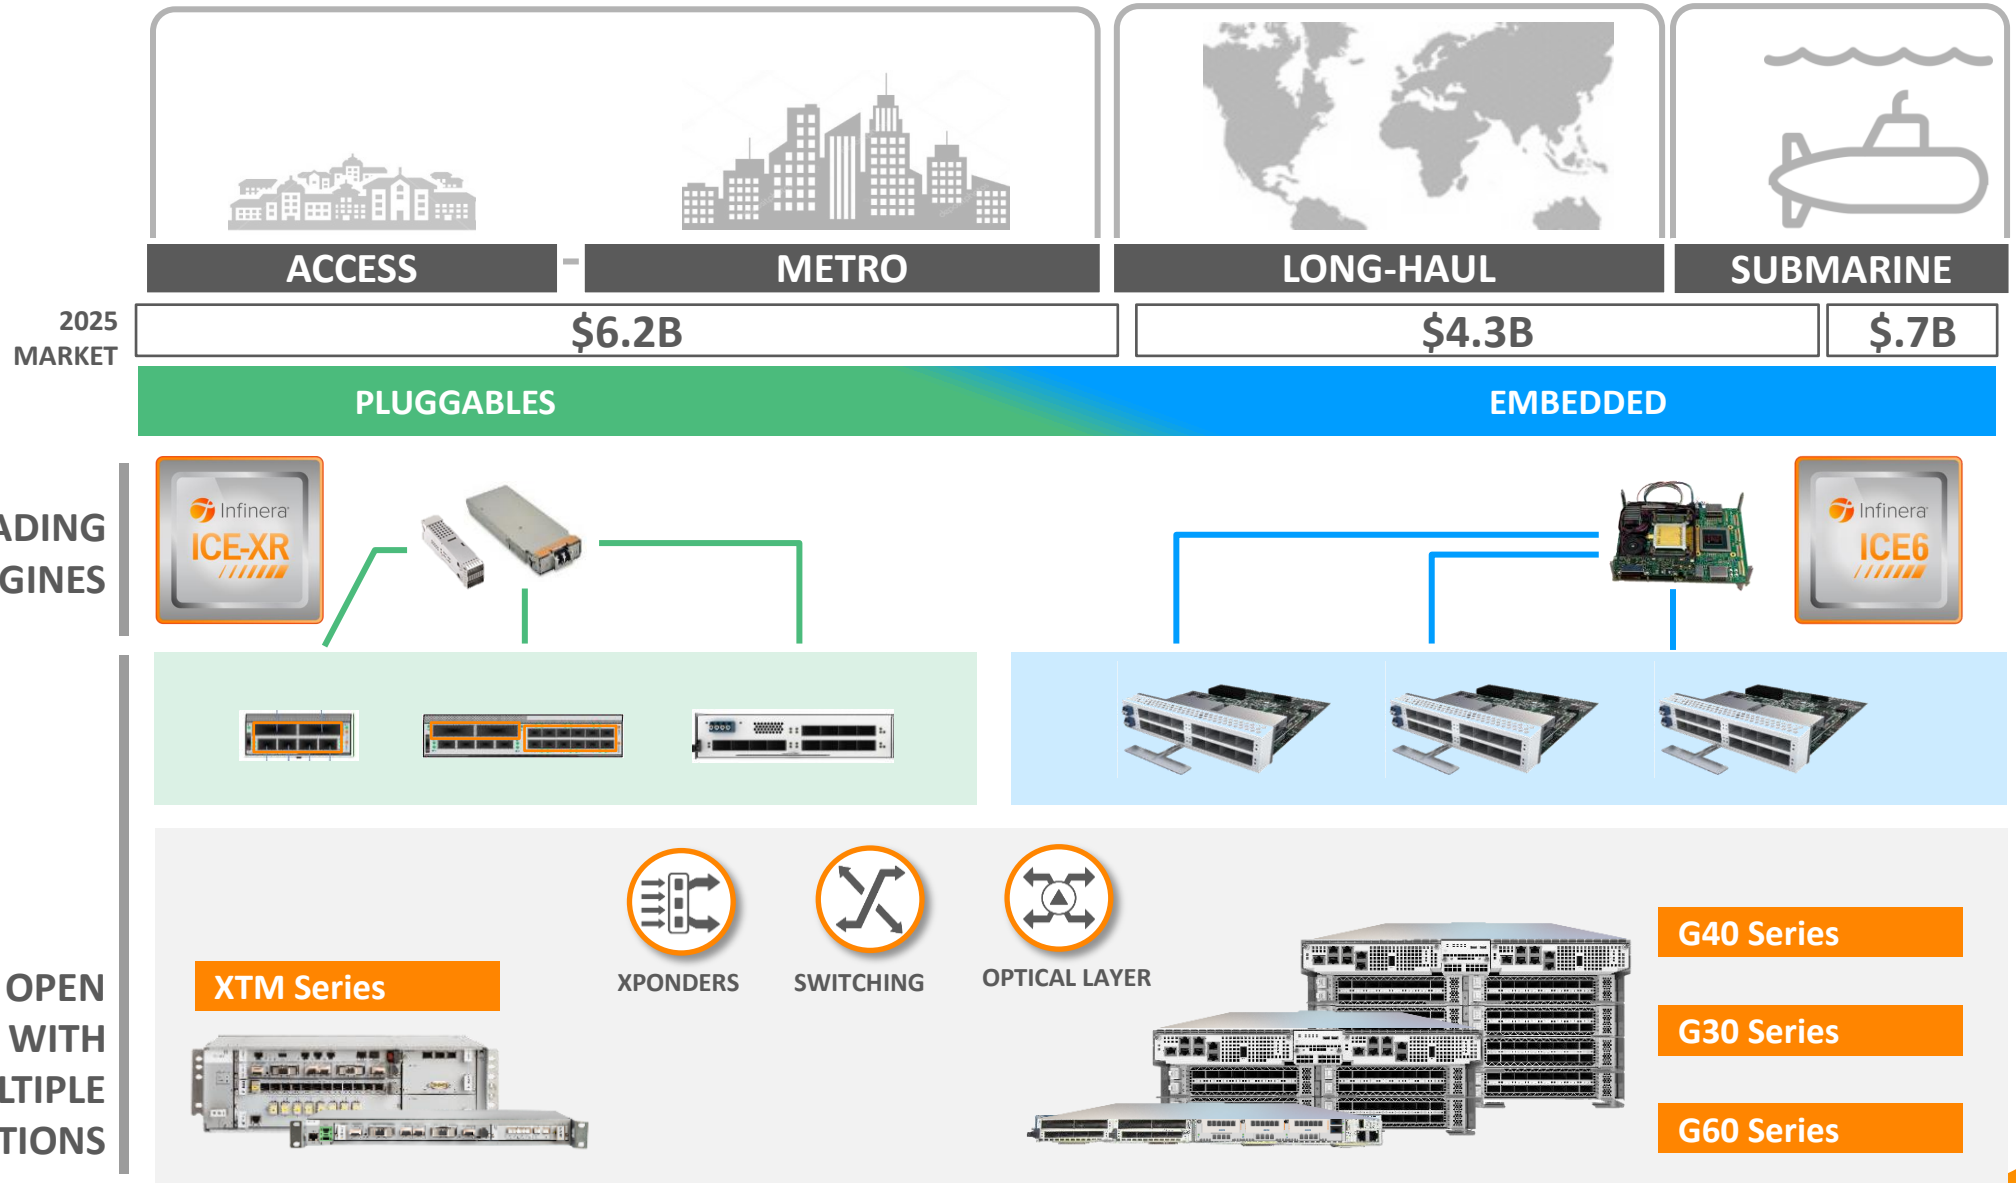 ACCESS
-
METRO
LONG-HAUL
SUBMARINE
2025
MARKET
$6.2B
$4.3B
$.7B
PLUGGABLES
EMBEDDED
ADING
GINES
Infinera
ICE-XR
Infinera
ICE6
OPEN
WITH
LTIPLE
TIONS
XPONDERS
SWITCHING
OPTICAL LAYER
XTM Series
G40 Series
G30 Series
G60 Series